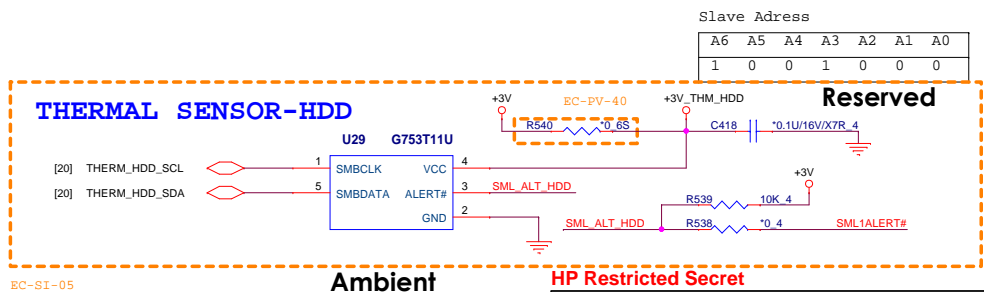 Slave Adress
A6 A5 A4 A3 A2 A1 A0
1 0 0 1 0 0 0
Reserved
THERMAL SENSOR-HDD
+3V
EC-PV-40
+3V_THM_HDD
R540
*0_6S
C418
*0.1U/16V/X7R_4
U29 G753T11U
[20] THERM_HDD_SCL
1
SMBCLK
VCC
4
[20] THERM_HDD_SDA
5
SMBDATA
ALERT#
3
SML_ALT_HDD
GND
2
+3V
R539
10K_4
SML_ALT_HDD
R538
*0_4
SML1ALERT#
EC-SI-05
Ambient
HP Restricted Secret